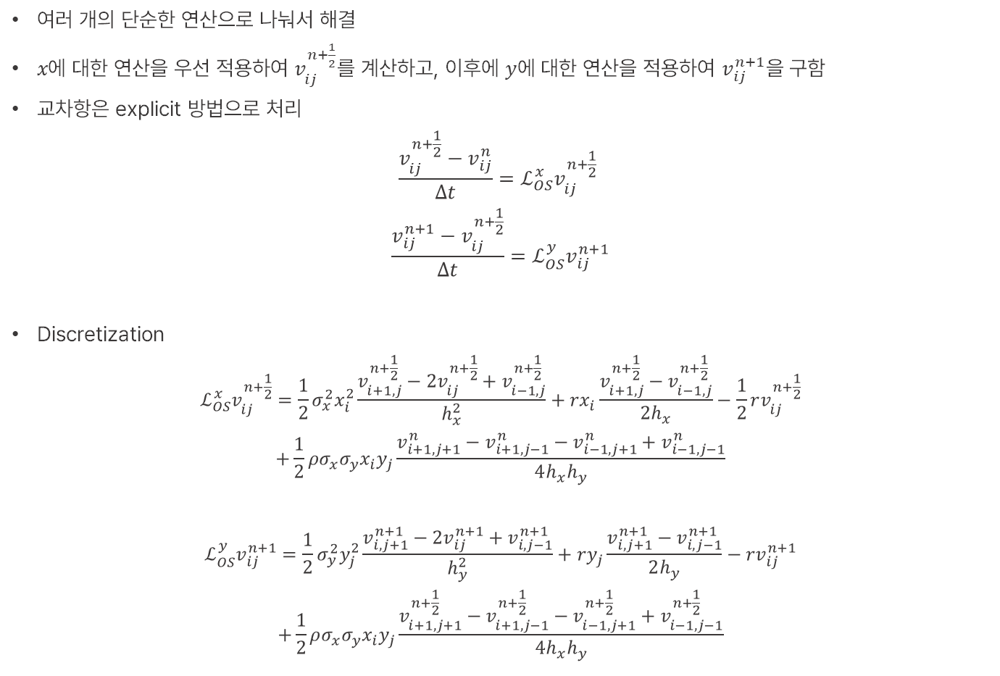 • 여러 개의 단순한 연산으로 나눠서 해결
• $x$에 대한 연산을 우선 적용하여 $v_{ij}^{n+\frac{1}{2}}$를 계산하고, 이후에 $y$에 대한 연산을 적용하여 $v_{ij}^{n+1}$을 구함
• 교차항은 explicit 방법으로 처리
$\frac{v_{ij}^{n+\frac{1}{2}} - v_{ij}^{n}}{\Delta t} = \mathcal{L}_{OS}^{x} v_{ij}^{n+\frac{1}{2}}$
$\frac{v_{ij}^{n+1} - v_{ij}^{n+\frac{1}{2}}}{\Delta t} = \mathcal{L}_{OS}^{y} v_{ij}^{n+1}$
• Discretization
$\mathcal{L}_{OS}^{x} v_{ij}^{n+\frac{1}{2}} = \frac{1}{2}\sigma_x^2 x_i^2 \frac{v_{i+1,j}^{n+\frac{1}{2}} - 2v_{ij}^{n+\frac{1}{2}} + v_{i-1,j}^{n+\frac{1}{2}}}{h_x^2} + rx_i \frac{v_{i+1,j}^{n+\frac{1}{2}} - v_{i-1,j}^{n+\frac{1}{2}}}{2h_x} - \frac{1}{2} r v_{ij}^{n+\frac{1}{2}}$
$+ \frac{1}{2}\rho\sigma_x\sigma_y x_i y_j \frac{v_{i+1,j+1}^{n} - v_{i+1,j-1}^{n} - v_{i-1,j+1}^{n} + v_{i-1,j-1}^{n}}{4h_x h_y}$
$\mathcal{L}_{OS}^{y} v_{ij}^{n+1} = \frac{1}{2}\sigma_y^2 y_j^2 \frac{v_{i,j+1}^{n+1} - 2v_{ij}^{n+1} + v_{i,j-1}^{n+1}}{h_y^2} + ry_j \frac{v_{i,j+1}^{n+1} - v_{i,j-1}^{n+1}}{2h_y} - rv_{ij}^{n+1}$
$+ \frac{1}{2}\rho\sigma_x\sigma_y x_i y_j \frac{v_{i+1,j+1}^{n+\frac{1}{2}} - v_{i+1,j-1}^{n+\frac{1}{2}} - v_{i-1,j+1}^{n+\frac{1}{2}} + v_{i-1,j-1}^{n+\frac{1}{2}}}{4h_x h_y}$